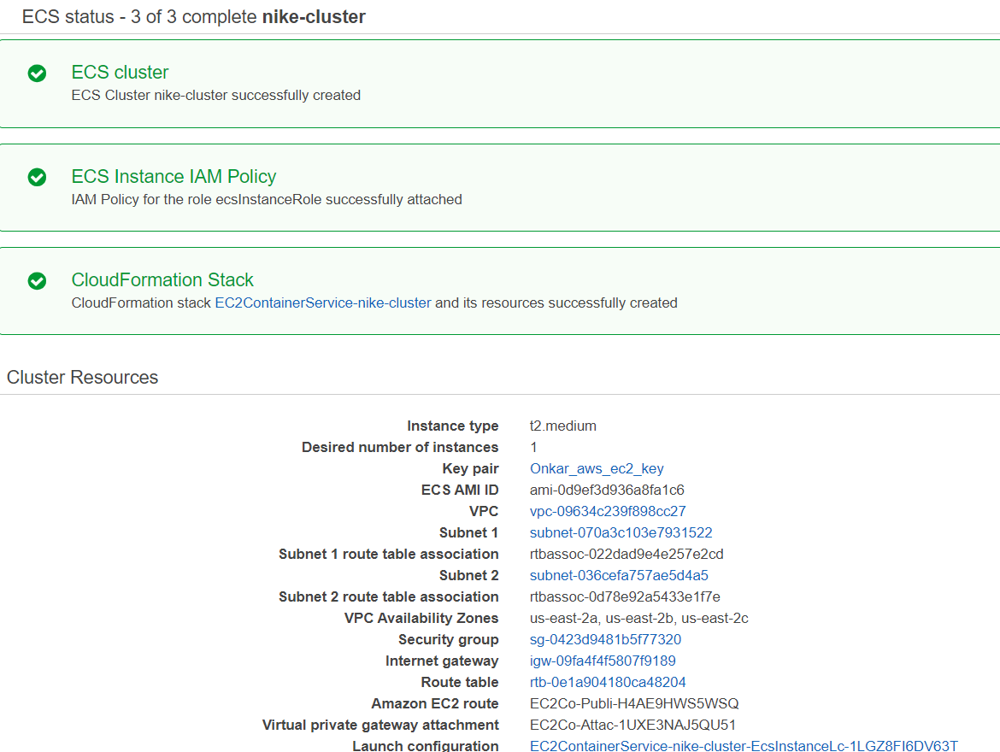 ECS status - 3 of 3 complete nike-cluster
ECS cluster
ECS Cluster nike-cluster successfully created
ECS Instance IAM Policy
IAM Policy for the role ecsInstanceRole successfully attached
CloudFormation Stack
CloudFormation stack EC2ContainerService-nike-cluster and its resources successfully created
Cluster Resources
Instance type t2.medium
Desired number of instances 1
Key pair Onkar_aws_ec2_key
ECS AMI ID ami-0d9ef3d936a8fa1c6
VPC vpc-09634c239f898cc27
Subnet 1 subnet-070a3c103e7931522
Subnet 1 route table association rtbassoc-022dad9e4e257e2cd
Subnet 2 subnet-036cefa757ae5d4a5
Subnet 2 route table association rtbassoc-0d78e92a5433e1f7e
VPC Availability Zones us-east-2a, us-east-2b, us-east-2c
Security group sg-0423d9481b5f77320
Internet gateway igw-09fa4f4f5807f9189
Route table rtb-0e1a904180ca48204
Amazon EC2 route EC2Co-Publi-H4AE9HWS5WSQ
Virtual private gateway attachment EC2Co-Attac-1UXE3NAJ5QU51
Launch configuration EC2ContainerService-nike-cluster-EcsInstanceLc-1LGZ8FI6DV63T